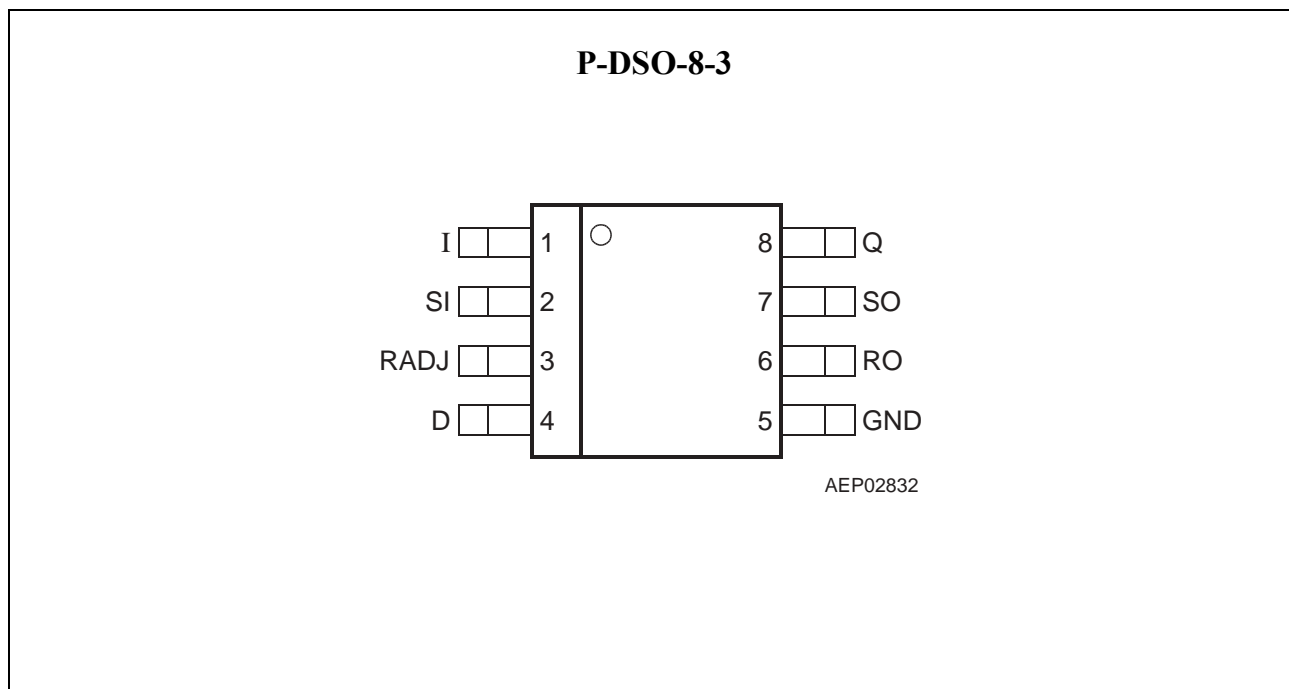 P-DSO-8-3
I 1 8 Q
SI 2 7 SO
RADJ 3 6 RO
D 4 5 GND
AEP02832